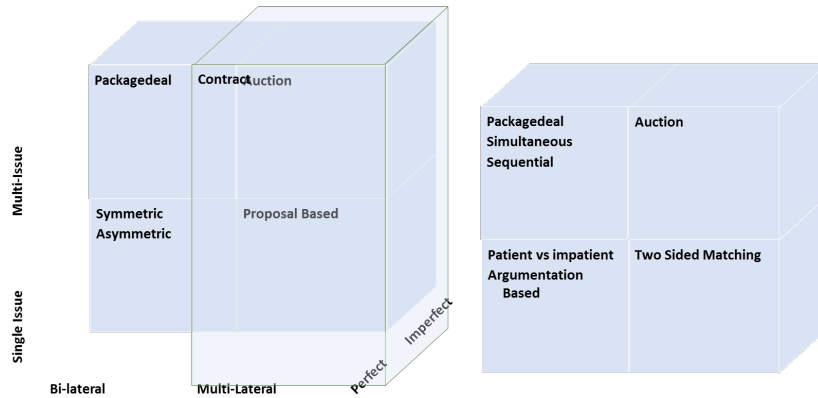 Packagedeal
Contract
Auction
Multi-Issue
Symmetric
Asymmetric
Proposal Based
Single Issue
Bi-lateral
Multi-Lateral
Perfect
Imperfect
Packagedeal
Simultaneous
Sequential
Auction
Patient vs impatient
Argumentation
Based
Two Sided Matching